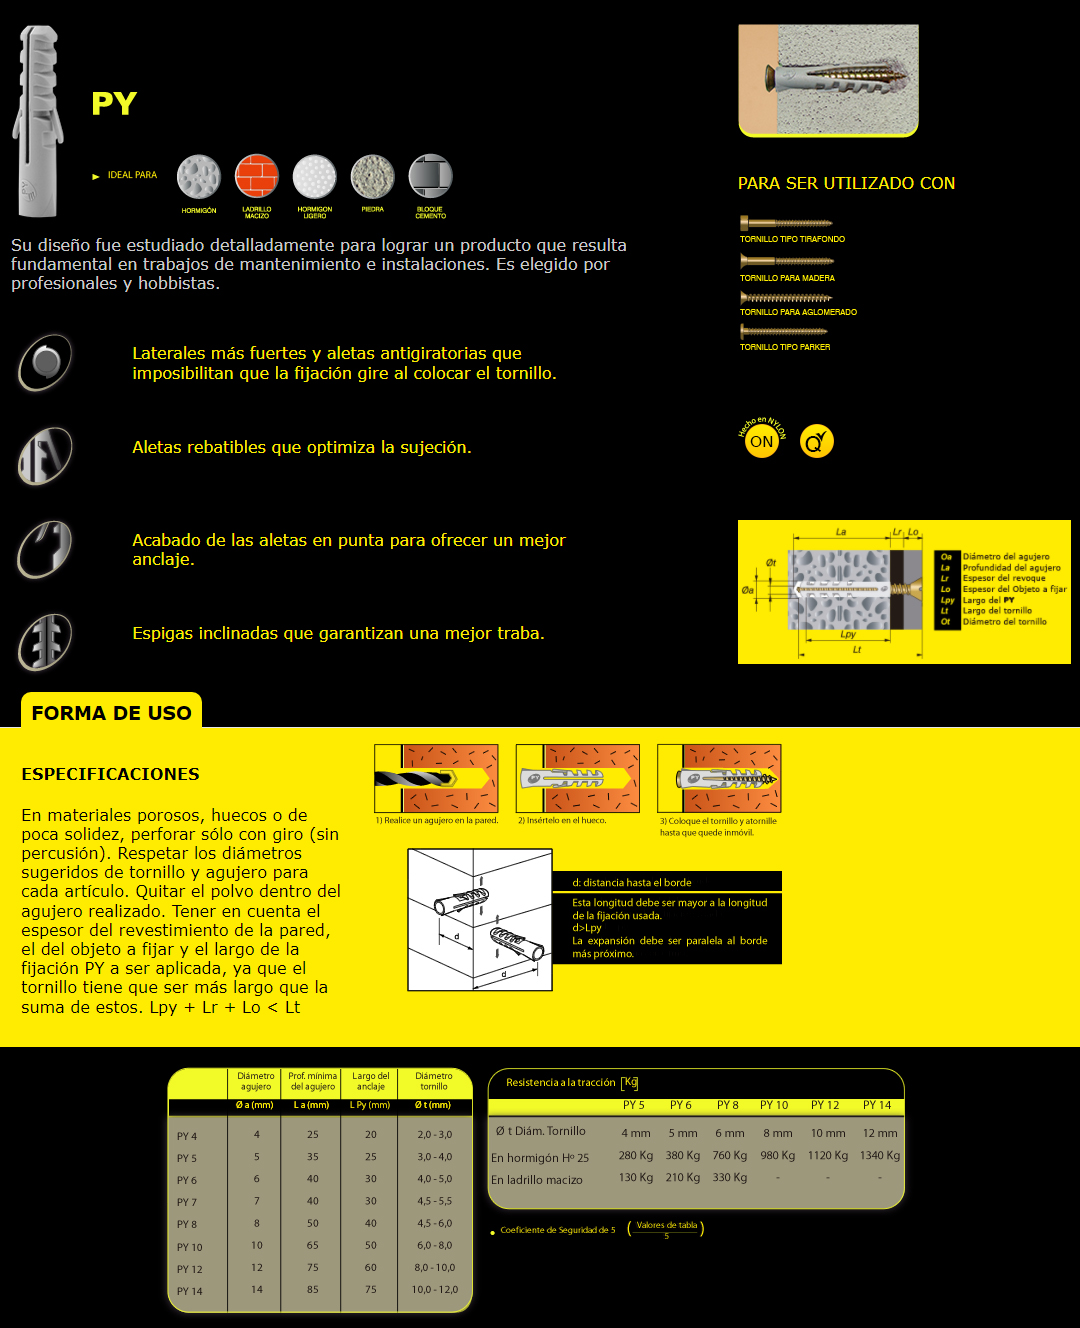 PY
IDEAL PARA
HORMIGÓN
LADRILLO
MACIZO
HORMIGON
LIGERO
PIEDRA
BLOQUE
CEMENTO
Su diseño fue estudiado detalladamente para lograr un producto que resulta
fundamental en trabajos de mantenimiento e instalaciones. Es elegido por
profesionales y hobbistas.
Laterales más fuertes y aletas antigiratorias que
imposibilitan que la fijación gire al colocar el tornillo.
Aletas rebatibles que optimiza la sujeción.
Acabado de las aletas en punta para ofrecer un mejor
anclaje.
Espigas inclinadas que garantizan una mejor traba.
PARA SER UTILIZADO CON
TORNILLO TIPO TIRAFONDO
TORNILLO PARA MADERA
TORNILLO PARA AGLOMERADO
TORNILLO TIPO PARKER
Hecho en NYLON
ON
Q
La Lr Lo
Øt
Øa
Lpy
Lt
Oa Diámetro del agujero
La Profundidad del agujero
Lr Espesor del revoque
Lo Espesor del Objeto a fijar
Lpy Largo del PY
Lt Largo del tornillo
Ot Diámetro del tornillo
FORMA DE USO
ESPECIFICACIONES
En materiales porosos, huecos o de
poca solidez, perforar sólo con giro (sin
percusión). Respetar los diámetros
sugeridos de tornillo y agujero para
cada artículo. Quitar el polvo dentro del
agujero realizado. Tener en cuenta el
espesor del revestimiento de la pared,
el del objeto a fijar y el largo de la
fijación PY a ser aplicada, ya que el
tornillo tiene que ser más largo que la
suma de estos. Lpy + Lr + Lo < Lt
1) Realice un agujero en la pared.
2) Insértelo en el hueco.
3) Coloque el tornillo y atornille
hasta que quede inmóvil.
d
d
d: distancia hasta el borde
Esta longitud debe ser mayor a la longitud
de la fijación usada.
d>Lpy
La expansión debe ser paralela al borde
más próximo.
Diámetro agujero Prof. mínima del agujero Largo del anclaje Diámetro tornillo
Ø a (mm) L a (mm) L Py (mm) Ø t (mm)
PY 4 4 25 20 2,0 - 3,0
PY 5 5 35 25 3,0 - 4,0
PY 6 6 40 30 4,0 - 5,0
PY 7 7 40 30 4,5 - 5,5
PY 8 8 50 40 4,5 - 6,0
PY 10 10 65 50 6,0 - 8,0
PY 12 12 75 60 8,0 - 10,0
PY 14 14 85 75 10,0 - 12,0
Resistencia a la tracción [Kg]
PY 5 PY 6 PY 8 PY 10 PY 12 PY 14
Ø t Diám. Tornillo 4 mm 5 mm 6 mm 8 mm 10 mm 12 mm
En hormigón Hº 25 280 Kg 380 Kg 760 Kg 980 Kg 1120 Kg 1340 Kg
En ladrillo macizo 130 Kg 210 Kg 330 Kg - - -
Coeficiente de Seguridad de 5 (Valores de tabla
5)